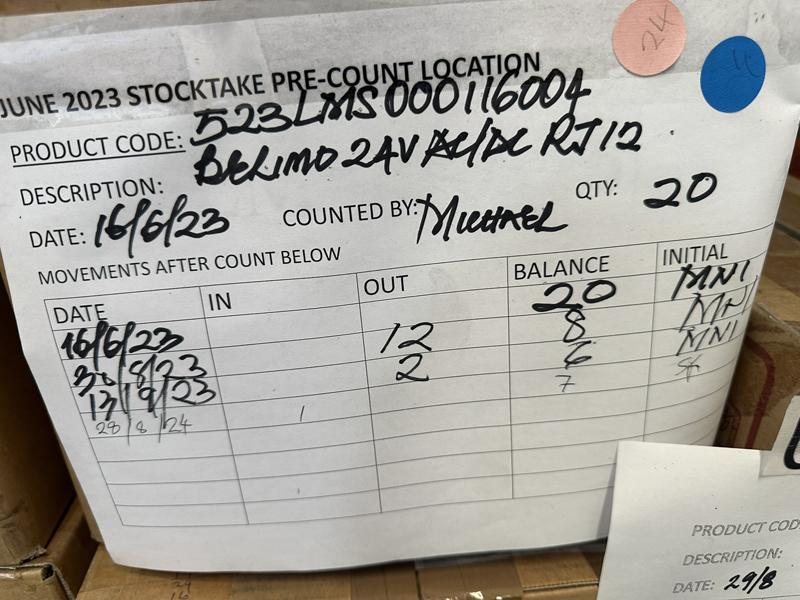 24
4
JUNE 2023 STOCKTAKE PRE-COUNT LOCATION
PRODUCT CODE: 523LMS000116004
DESCRIPTION: BELIMO 24V AC/DC RJ12
DATE: 16/6/23 COUNTED BY: MICHAEL QTY: 20
MOVEMENTS AFTER COUNT BELOW
DATE IN OUT BALANCE INITIAL
16/6/23 20 MNI
30/8/23 12 8 MNI
13/9/23 2 6 MNI
28/8/24 1 7
PRODUCT COD
DESCRIPTION:
DATE: 29/8